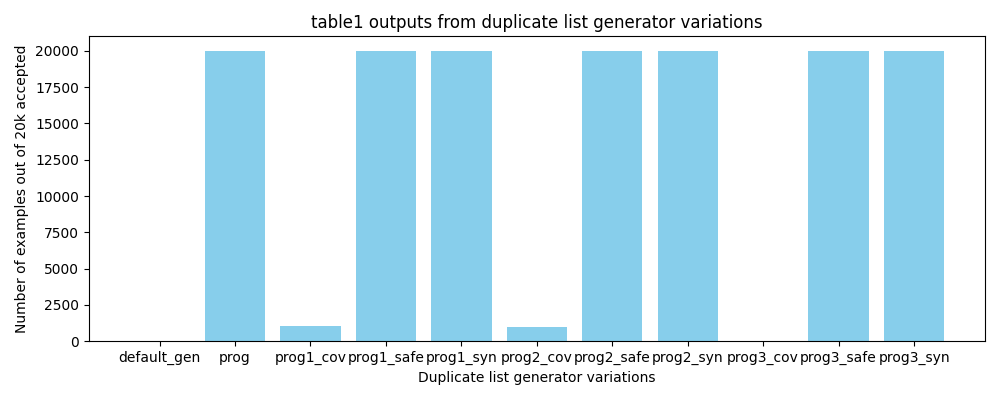 table1 outputs from duplicate list generator variations
Number of examples out of 20k accepted
20000
17500
15000
12500
10000
7500
5000
2500
0
default_gen prog prog1_cov prog1_safe prog1_syn prog2_cov prog2_safe prog2_syn prog3_cov prog3_safe prog3_syn
Duplicate list generator variations